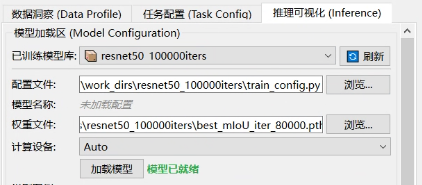 数据洞察 (Data Profile) 任务配置 (Task Config) 推理可视化 (Inference)
模型加载区 (Model Configuration)
已训练模型库: resnet50_100000iters 刷新
配置文件: \work_dirs\resnet50_100000iters\train_config.py 浏览...
模型名称: 未加载配置
权重文件: \resnet50_100000iters\best_mIoU_iter_80000.pth 浏览...
计算设备: Auto
加载模型 模型已就绪